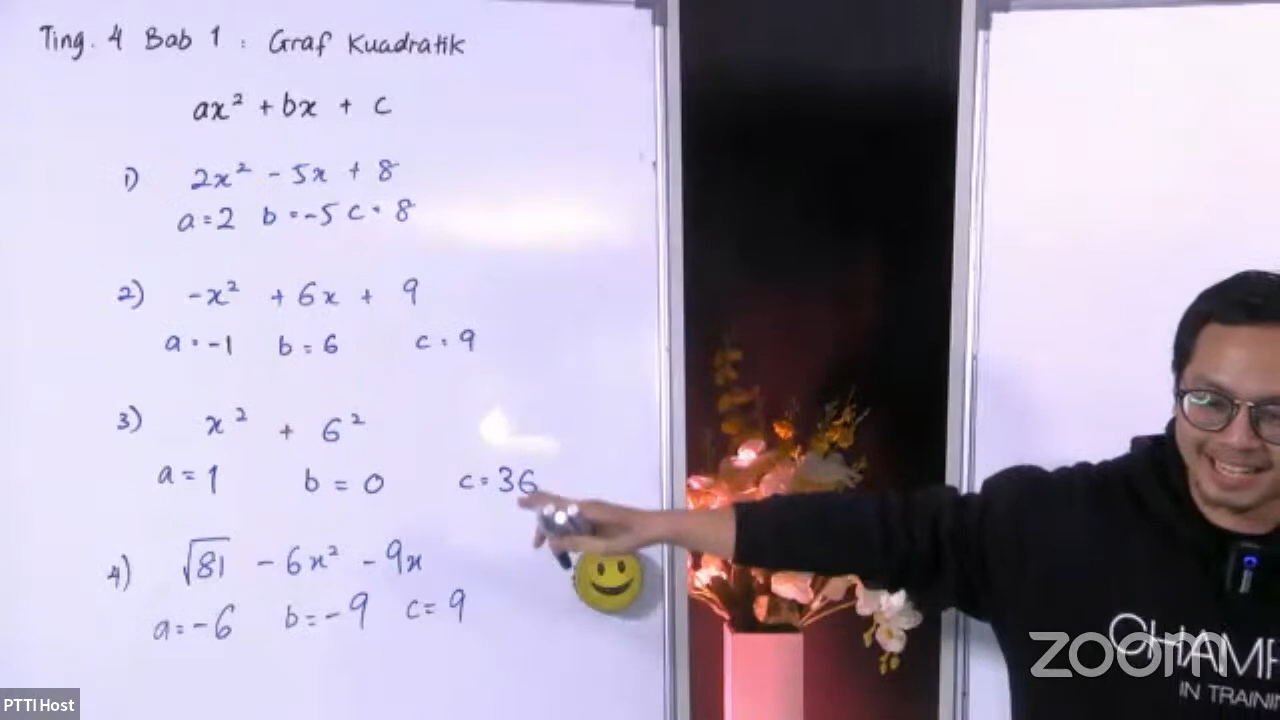 Ting. 4 Bab 1 : Graf Kuadratik
ax² + bx + c
1) 2x² - 5x + 8
a = 2 b = -5 c = 8
2) -x² + 6x + 9
a = -1 b = 6 c = 9
3) x² + 6²
a = 1 b = 0 c = 36
4) √81 - 6x² - 9x
a = -6 b = -9 c = 9
zoom
IN TRAININ
PTTI Host